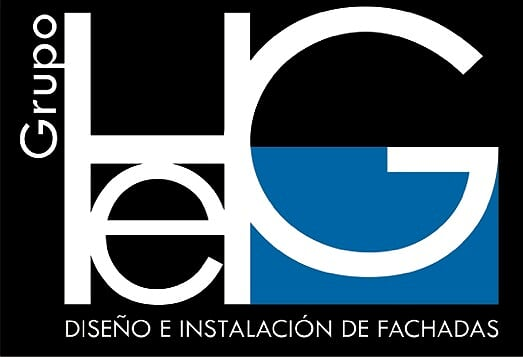 Grupo
HeG
DISEÑO E INSTALACIÓN DE FACHADAS